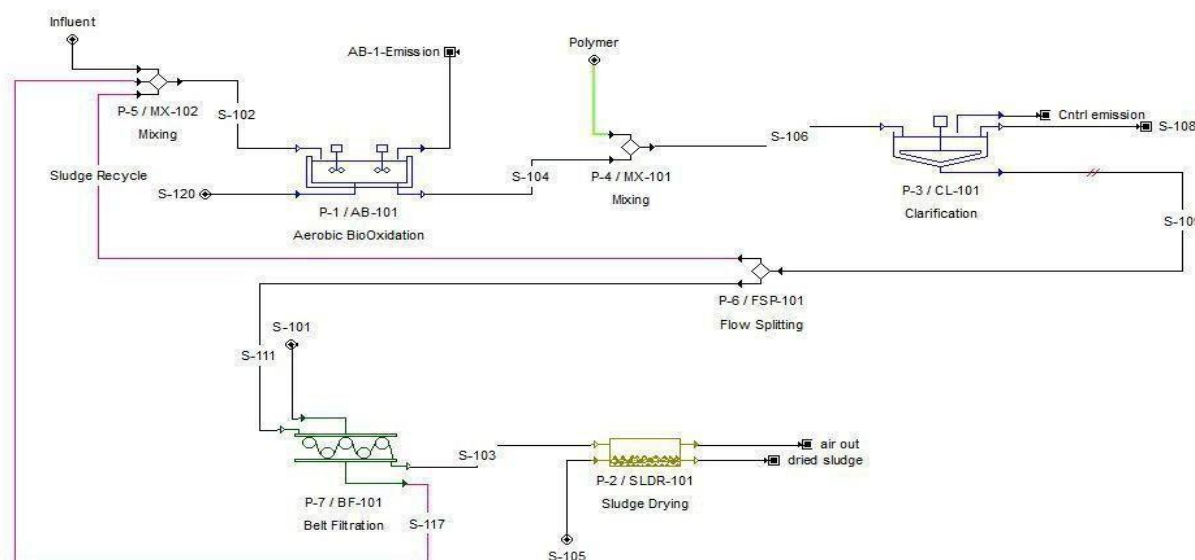 Influent
AB-1-Emission
Polymer
P-5 / MX-102
Mixing
S-102
Sludge Recycle
S-120
P-1 / AB-101
Aerobic BioOxidation
S-104
P-4 / MX-101
Mixing
S-106
Cntrl emission
S-108
P-3 / CL-101
Clarification
P-6 / FSP-101
Flow Splitting
S-101
S-111
P-7 / BF-101
Belt Filtration
S-117
S-103
air out
dried sludge
P-2 / SLDR-101
Sludge Drying
S-105